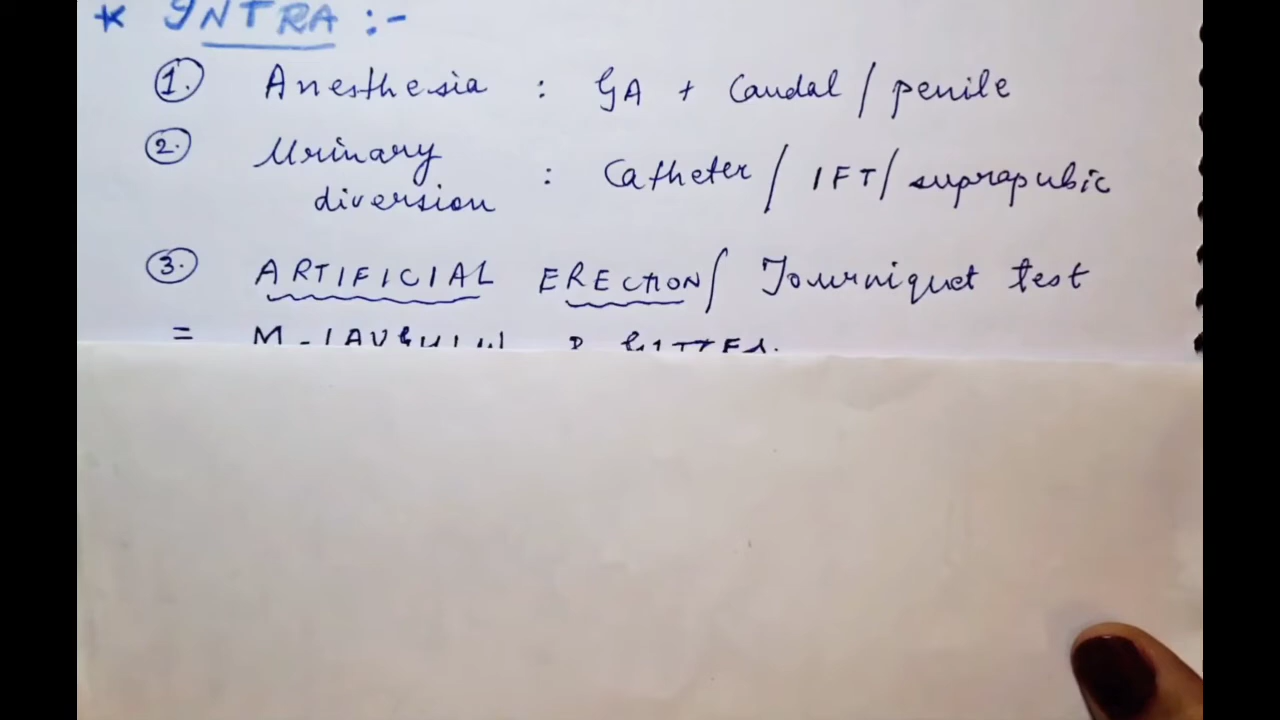 * INTRA :-
1. Anesthesia : GA + Caudal / penile
2. Urinary diversion : Catheter / IFT / suprapubic
3. ARTIFICIAL ERECTION / Tourniquet test
=